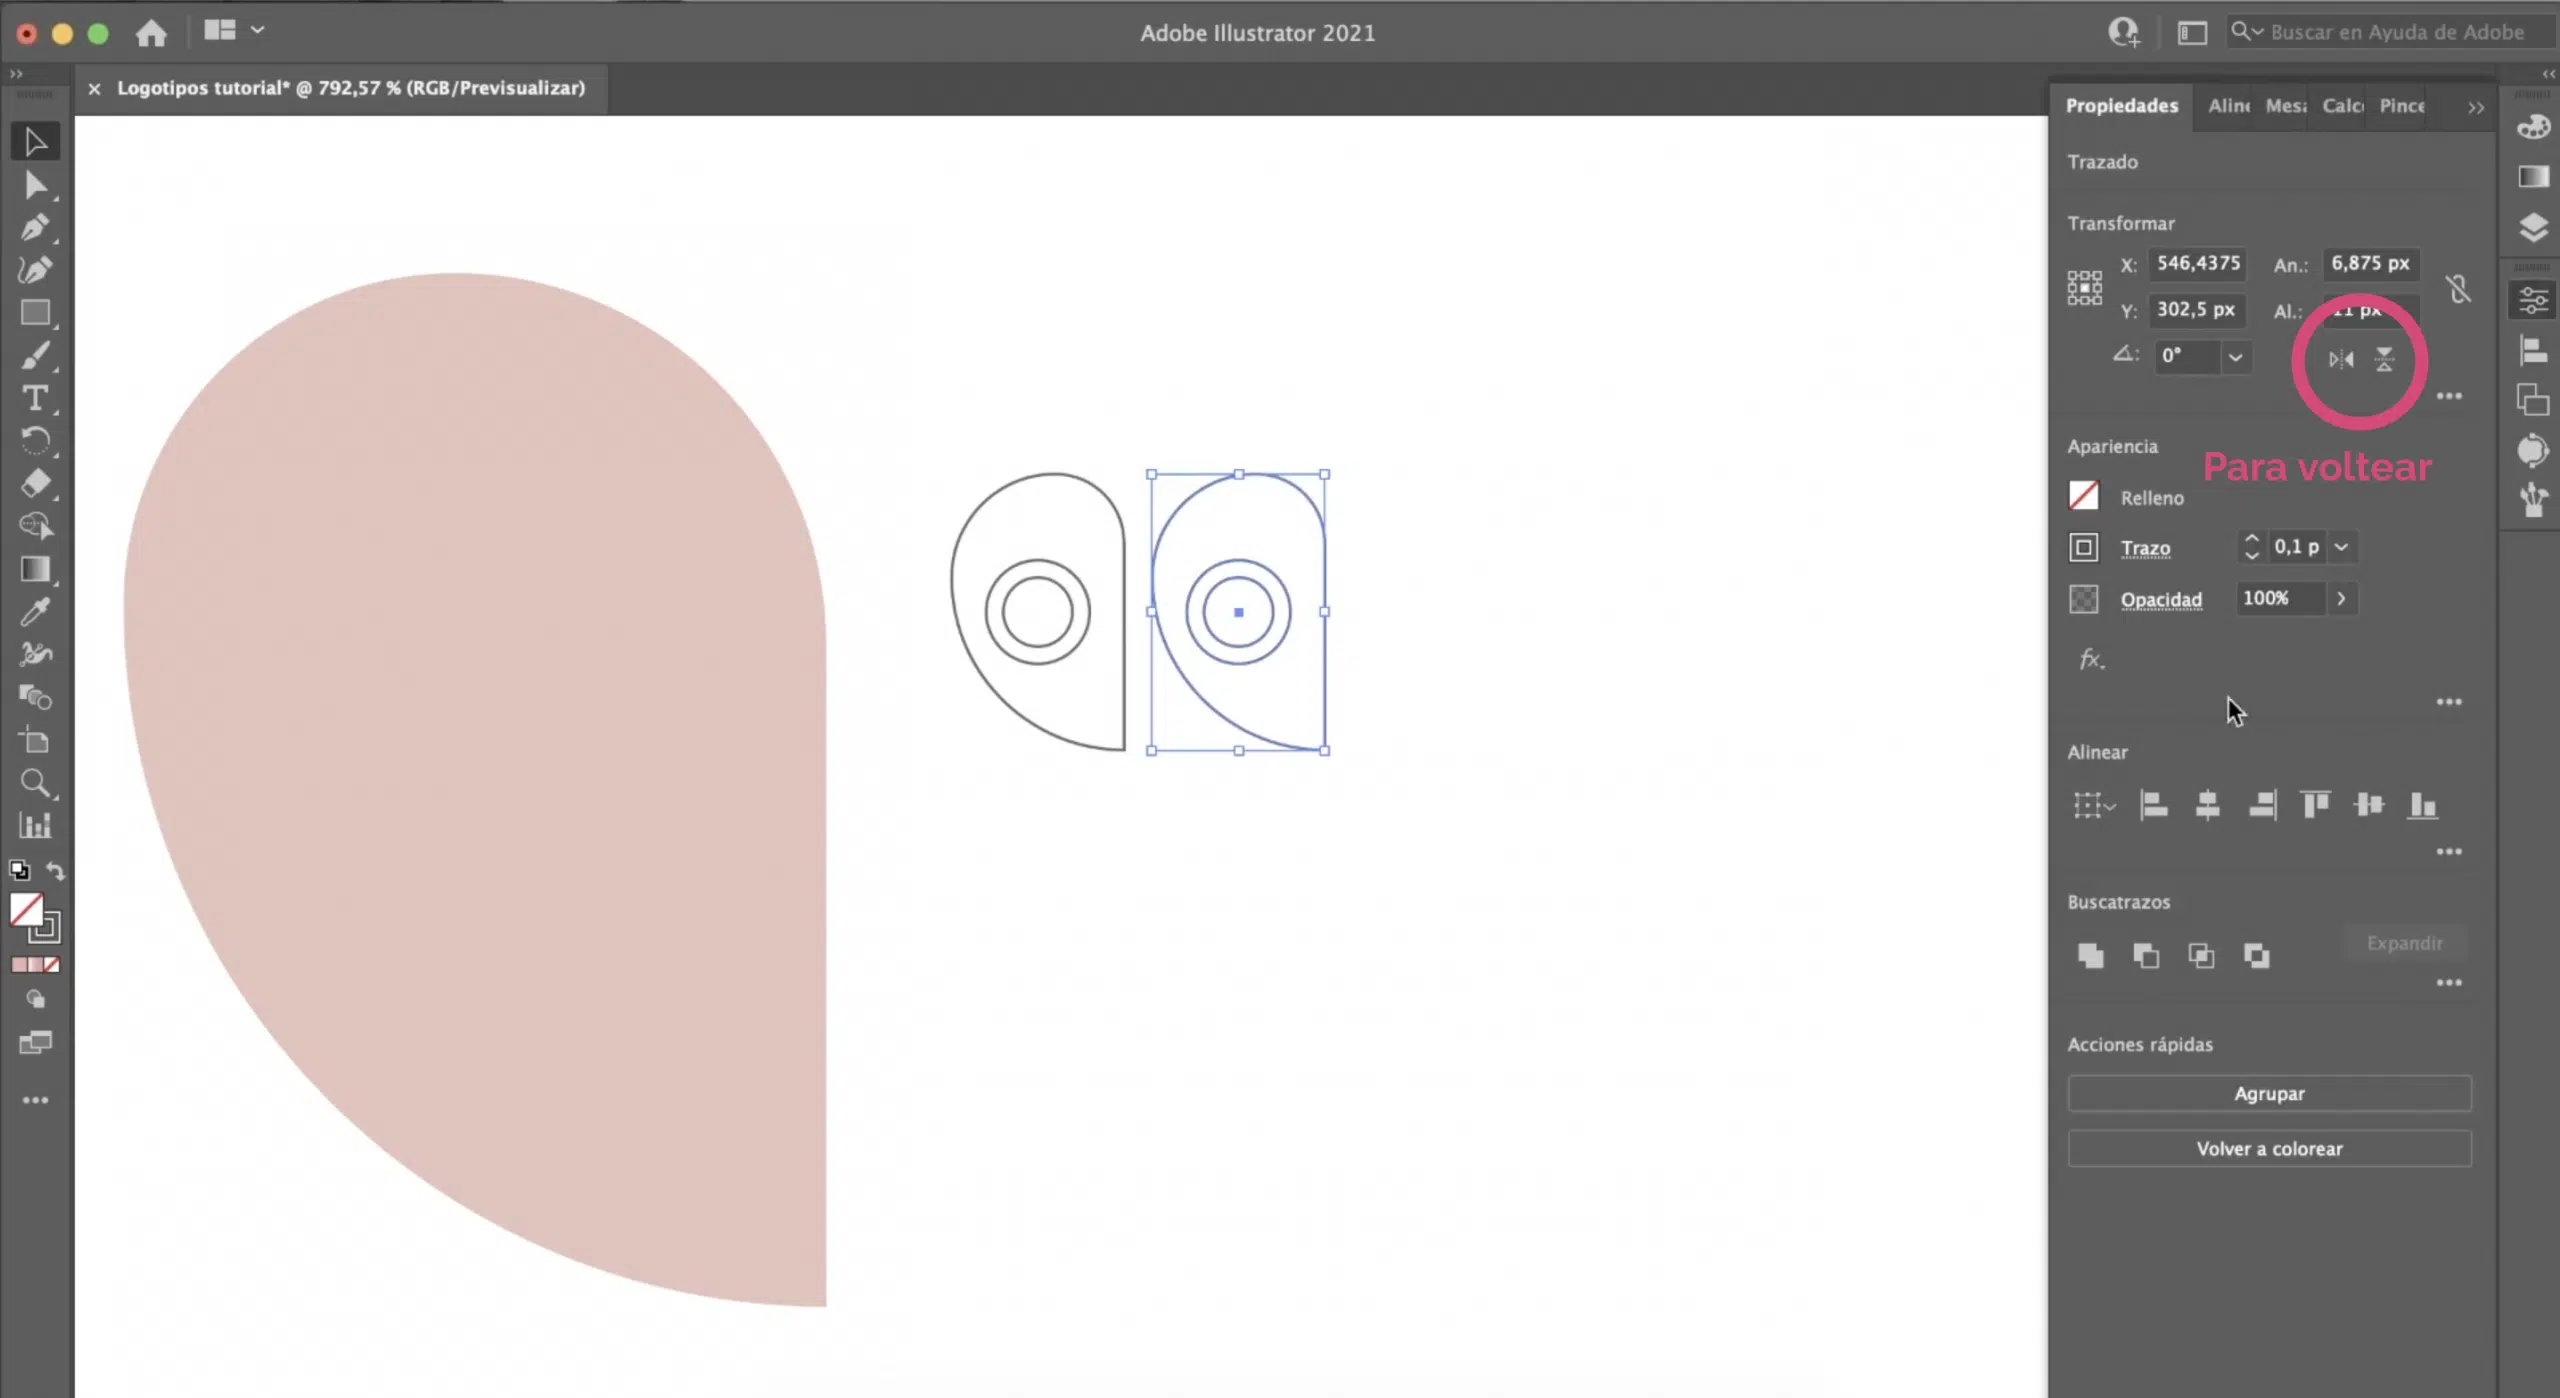 Adobe Illustrator 2021
Buscar en Ayuda de Adobe
Logotipos tutorial* @ 792,57 % (RGB/Previsualizar)
Propiedades Aline Mesa Calc Pince
Trazado
Transformar
X: 546,4375 An.: 6,875 px
Y: 302,5 px Al.: 11 px
0°
Apariencia
Para voltear
Relleno
Trazo 0,1 p
Opacidad 100%
fx.
Alinear
Buscatrazos
Expandir
Acciones rápidas
Agrupar
Volver a colorear